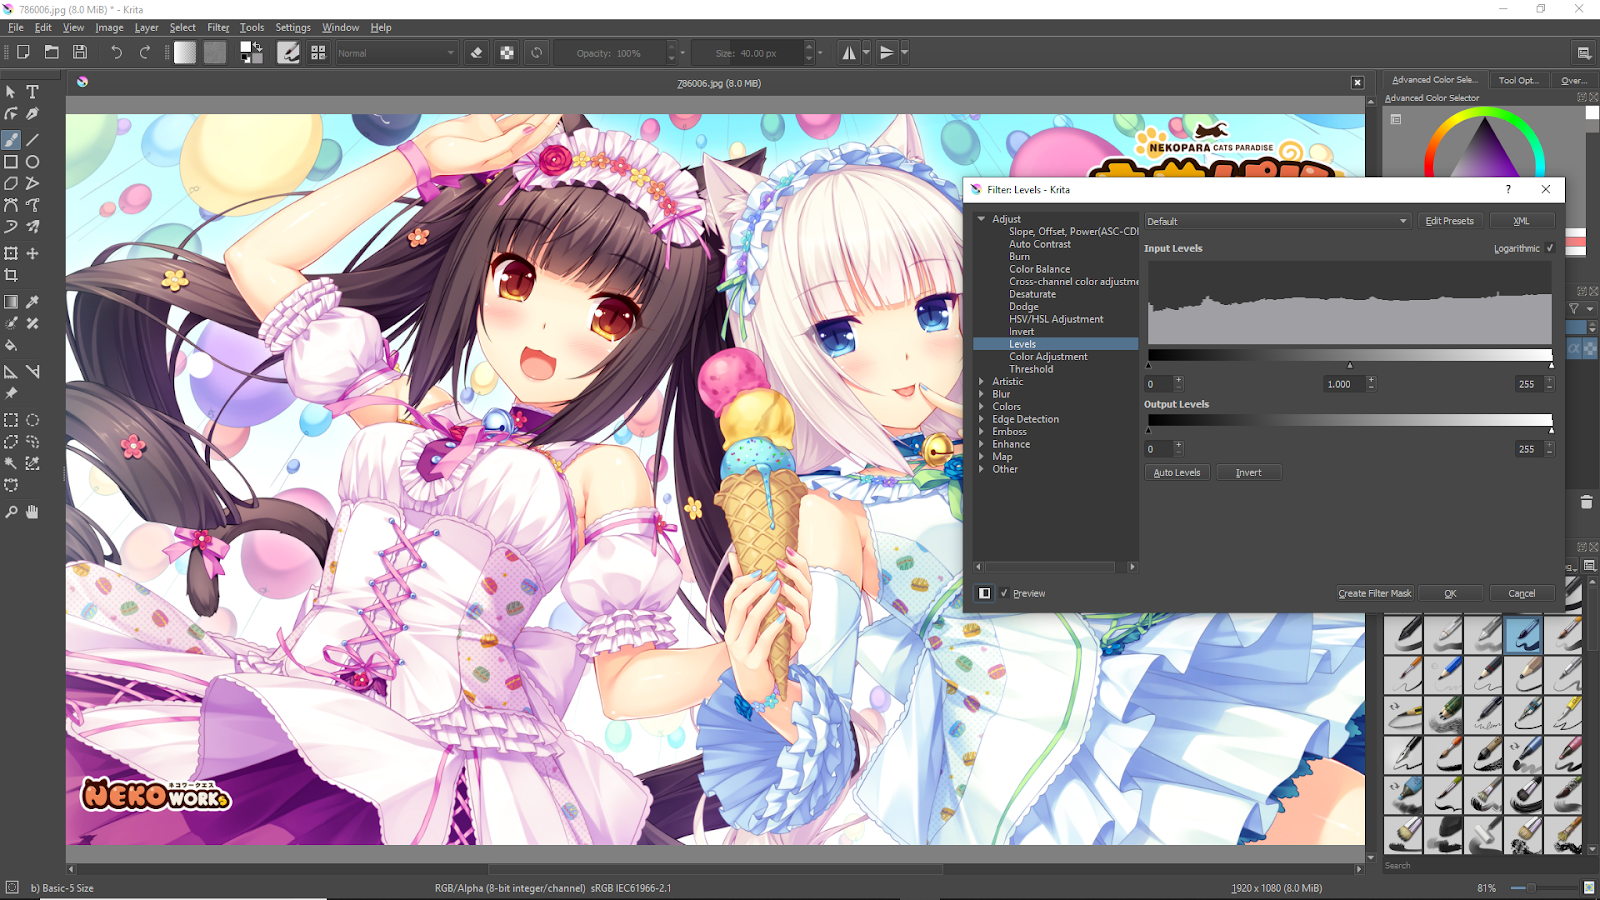 786006.jpg (8.0 MiB) * - Krita
File Edit View Image Layer Select Filter Tools Settings Window Help
Normal
Opacity: 100%
Size: 40.00 px
786006.jpg (8.0 MiB)
Advanced Color Sele... Tool Opt... Over...
Advanced Color Selector
NEKOPARA CATS PARADISE
Filter: Levels - Krita
Adjust
Slope, Offset, Power(ASC-CDL
Auto Contrast
Burn
Color Balance
Cross-channel color adjustme
Desaturate
Dodge
HSV/HSL Adjustment
Invert
Levels
Color Adjustment
Threshold
Artistic
Blur
Colors
Edge Detection
Emboss
Enhance
Map
Other
Default
Edit Presets
XML
Input Levels
Logarithmic
0
1.000
255
Output Levels
0
255
Auto Levels
Invert
Preview
Create Filter Mask
OK
Cancel
ネコワークス
NEKO WORKs
Search
b) Basic-5 Size
RGB/Alpha (8-bit integer/channel) sRGB IEC61966-2.1
1920 x 1080 (8.0 MiB)
81%